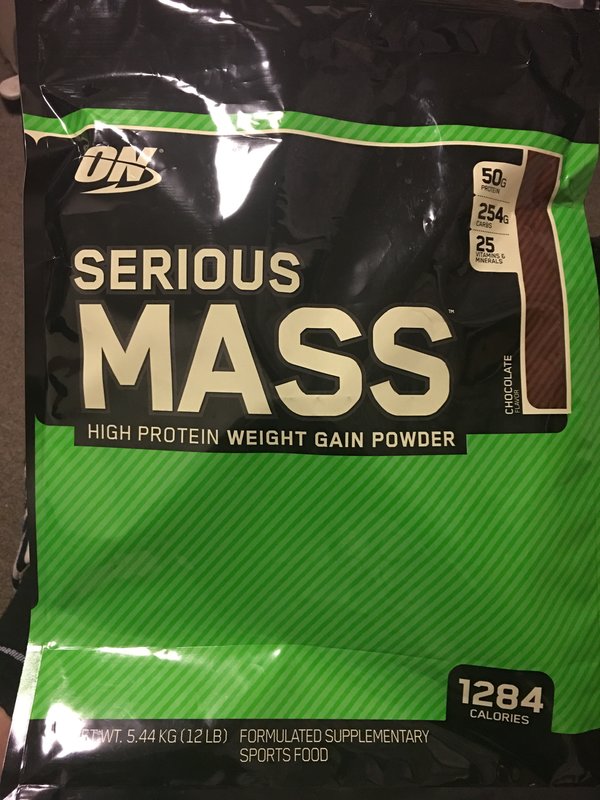 ON
50G
PROTEIN
254G
CARBS
25
VITAMINS &
MINERALS
SERIOUS
MASS™
CHOCOLATE
FLAVOR
HIGH PROTEIN WEIGHT GAIN POWDER
1284
CALORIES
WT. 5.44 KG (12 LB) FORMULATED SUPPLEMENTARY
SPORTS FOOD